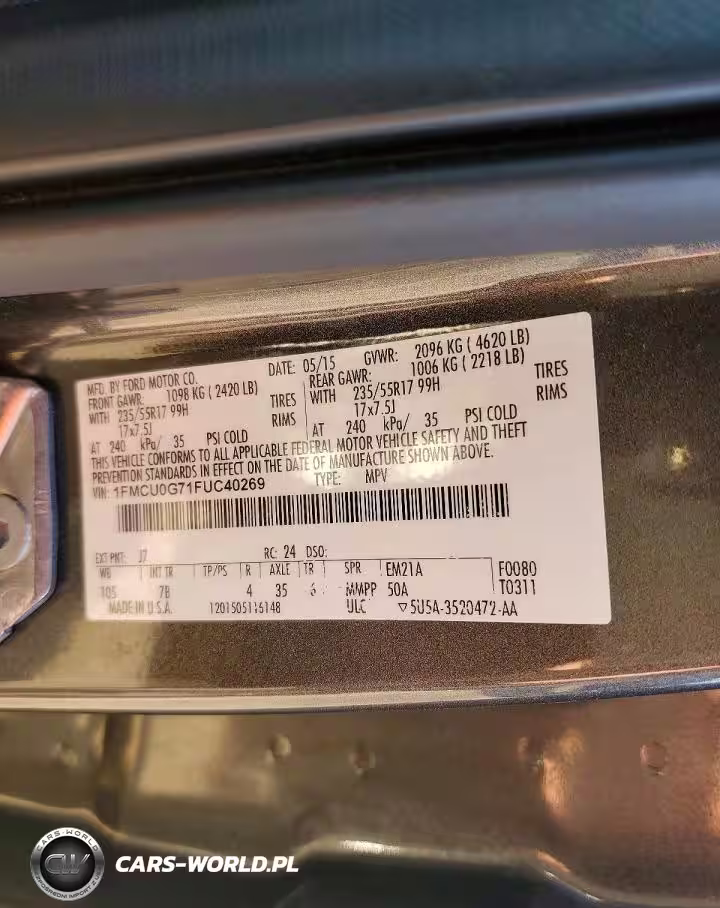 MFD. BY FORD MOTOR CO.
DATE: 05/15 GVWR: 2096 KG ( 4620 LB)
FRONT GAWR: 1098 KG ( 2420 LB)
REAR GAWR: 1006 KG ( 2218 LB)
WITH 235/55R17 99H TIRES
WITH 235/55R17 99H TIRES
17x7.5J RIMS
17x7.5J RIMS
AT 240 kPa/ 35 PSI COLD
AT 240 kPa/ 35 PSI COLD
THIS VEHICLE CONFORMS TO ALL APPLICABLE FEDERAL MOTOR VEHICLE SAFETY AND THEFT
PREVENTION STANDARDS IN EFFECT ON THE DATE OF MANUFACTURE SHOWN ABOVE.
VIN: 1FMCU0G71FUC40269 TYPE: MPV
EXT PNT: J7 RC: 24 DSO:
WB INT TR TP/PS R AXLE TR SPR EM21A F0080
105 7B 4 35 6 MMPP 50A T0311
MADE IN U.S.A. ULC ▽5U5A-3520472-AA
CARS-WORLD
CW
CARS-WORLD.PL